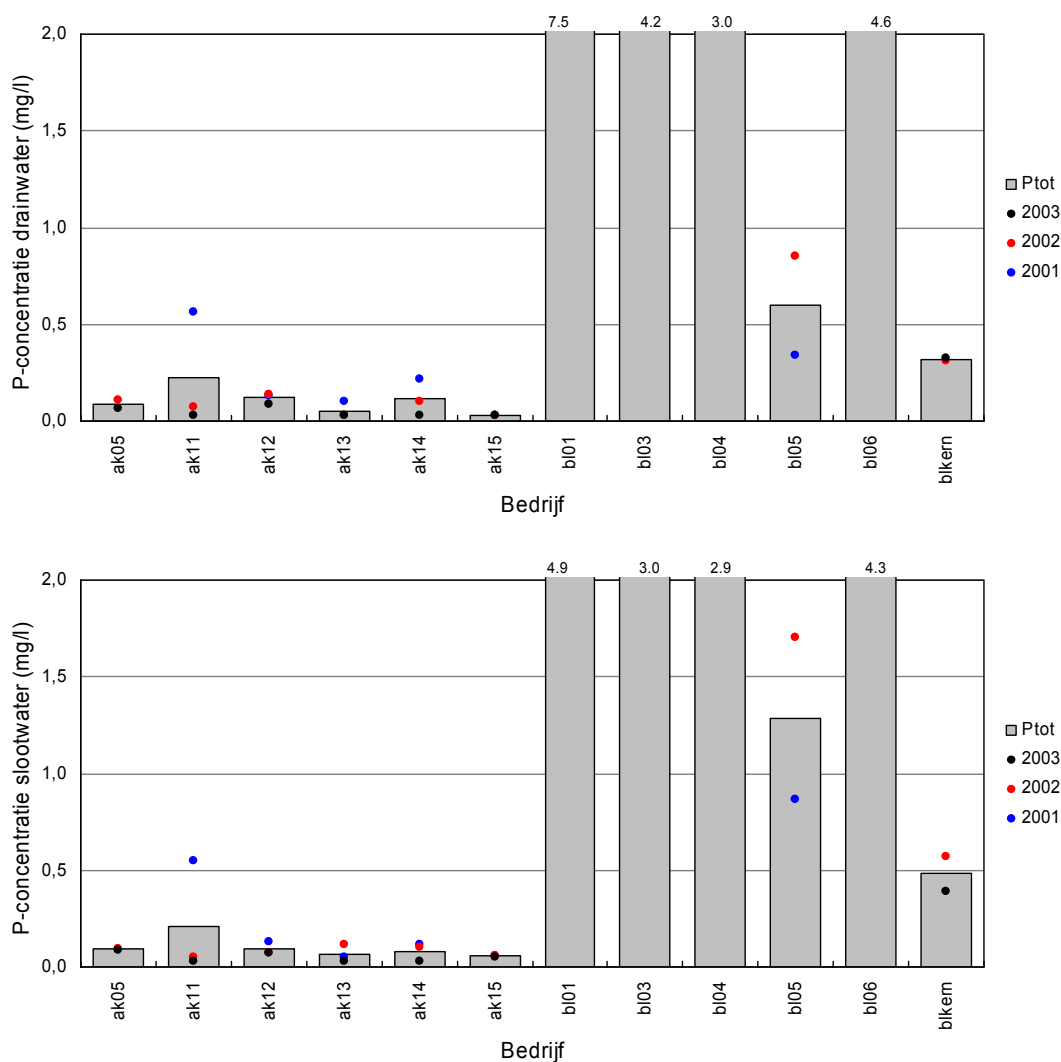 7.5 4.2 3.0 4.6
2,0
1,5
1,0
0,5
0,0
P-concentratie drainwater (mg/l)
Ptot
2003
2002
2001
ak05 ak11 ak12 ak13 ak14 ak15 bl01 bl03 bl04 bl05 bl06 blkern
Bedrijf
4.9 3.0 2.9 4.3
2,0
1,5
1,0
0,5
0,0
P-concentratie slootwater (mg/l)
Ptot
2003
2002
2001
ak05 ak11 ak12 ak13 ak14 ak15 bl01 bl03 bl04 bl05 bl06 blkern
Bedrijf